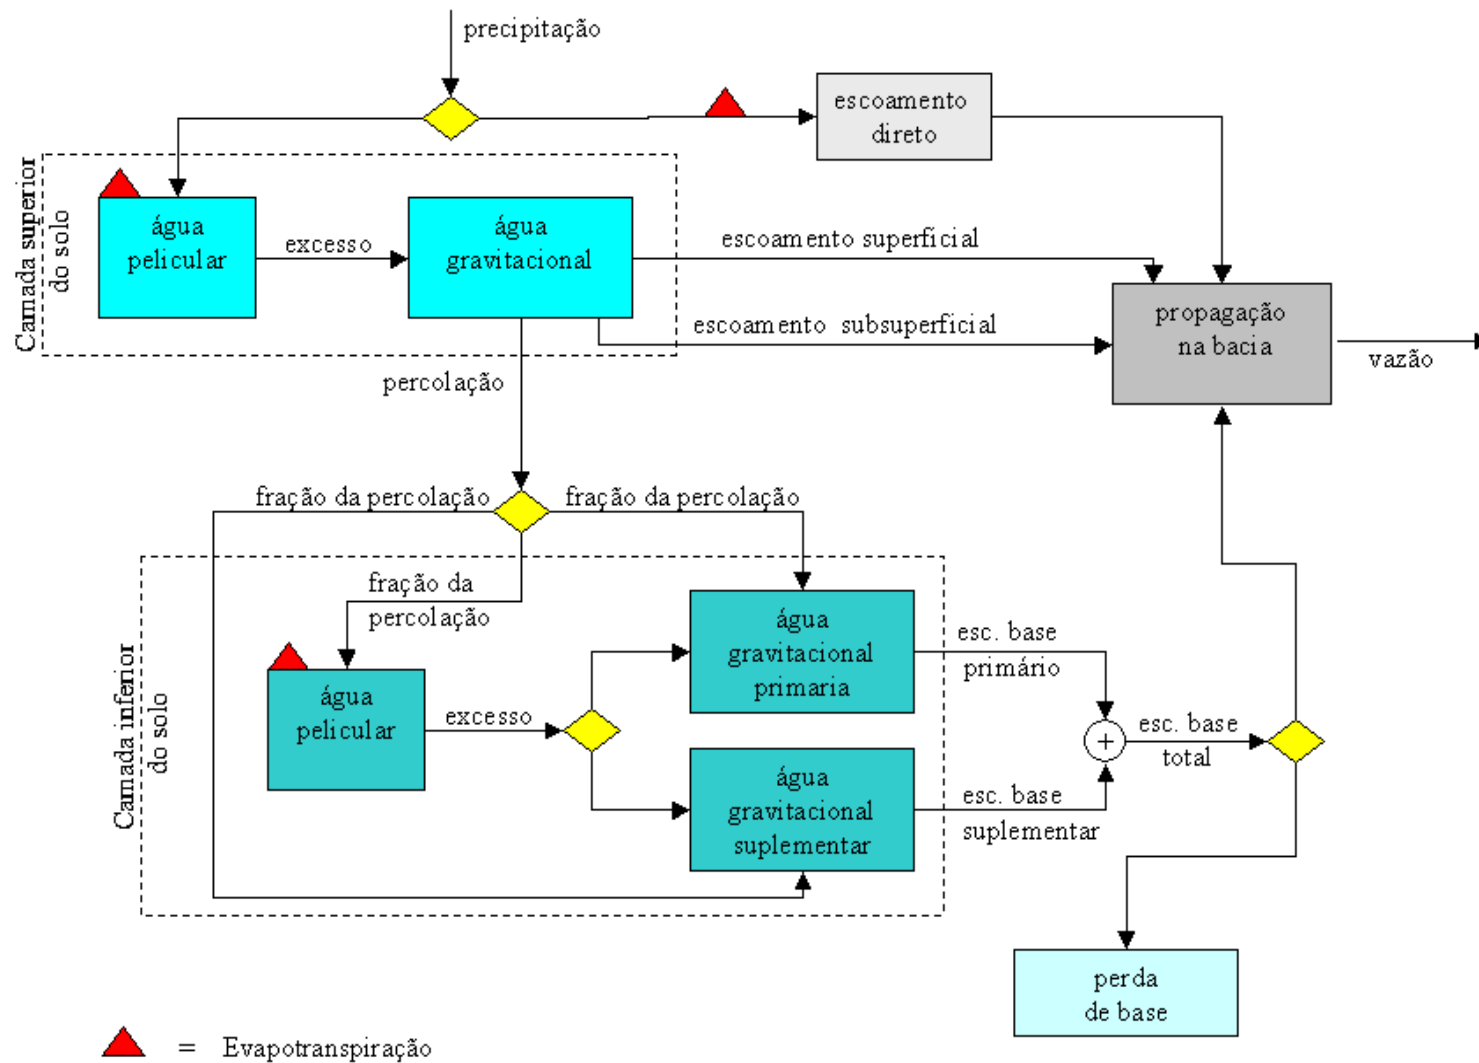 precipitação
escoamento
direto
Camada superior
do solo
água
pelicular
excesso
água
gravitacional
escoamento superficial
escoamento subsuperficial
propagação
na bacia
vazão
percolação
fração da percolação
fração da percolação
fração da
percolação
Camada inferior
do solo
água
pelicular
excesso
água
gravitacional
primaria
água
gravitacional
suplementar
esc. base
primário
esc. base
suplementar
+
esc. base
total
perda
de base
= Evapotranspiração